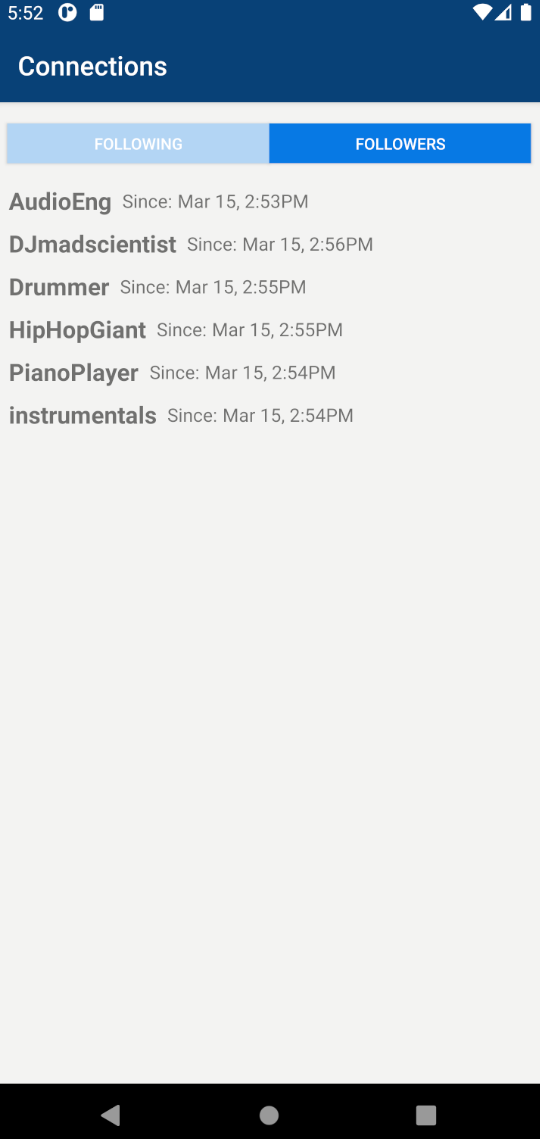 5:52
Connections
FOLLOWING FOLLOWERS
AudioEng Since: Mar 15, 2:53PM
DJmadscientist Since: Mar 15, 2:56PM
Drummer Since: Mar 15, 2:55PM
HipHopGiant Since: Mar 15, 2:55PM
PianoPlayer Since: Mar 15, 2:54PM
instrumentals Since: Mar 15, 2:54PM